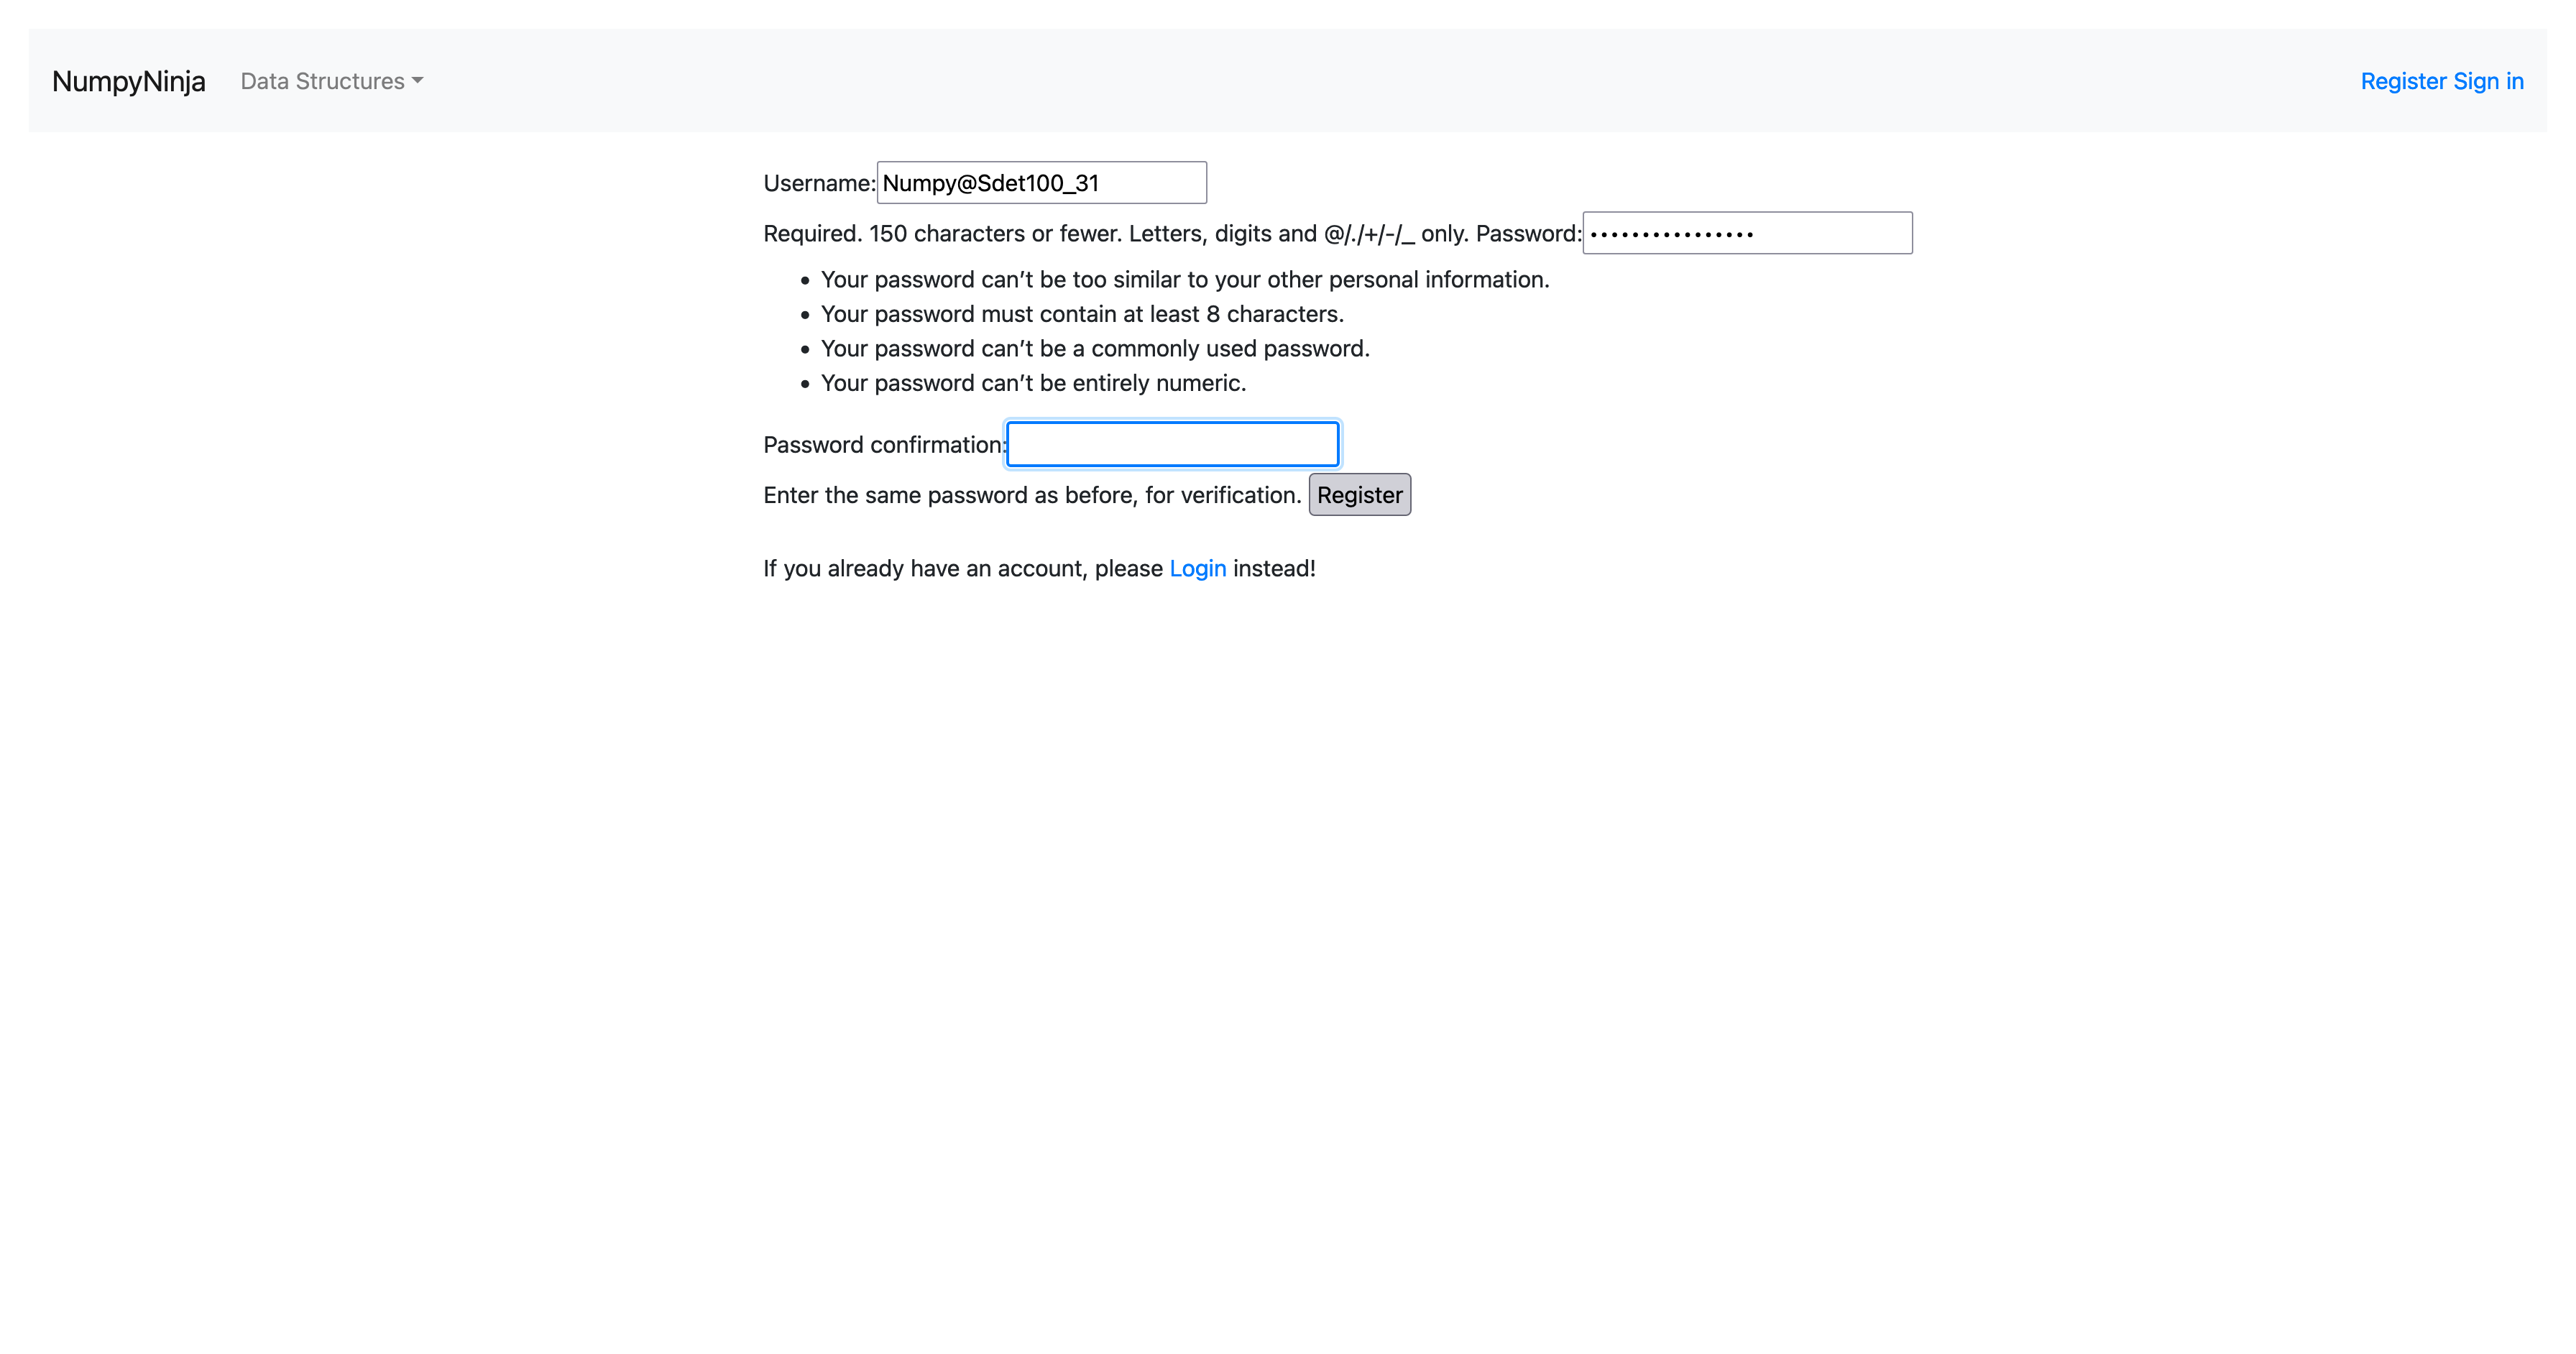 NumpyNinja Data Structures Register Sign in
Username: Numpy@Sdet100_31
Required. 150 characters or fewer. Letters, digits and @/./+/-/_ only. Password: ••••••••••••••••
• Your password can’t be too similar to your other personal information.
• Your password must contain at least 8 characters.
• Your password can’t be a commonly used password.
• Your password can’t be entirely numeric.
Password confirmation:
Enter the same password as before, for verification. Register
If you already have an account, please Login instead!